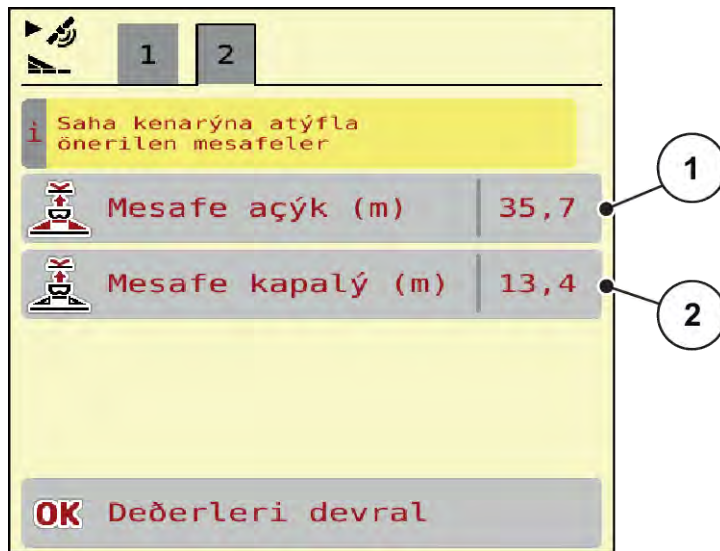 1 2
i Saha kenarýna atýfla
önerilen mesafeler
Mesafe açýk (m) 35,7
1
Mesafe kapalý (m) 13,4
2
OK Deðerleri devral